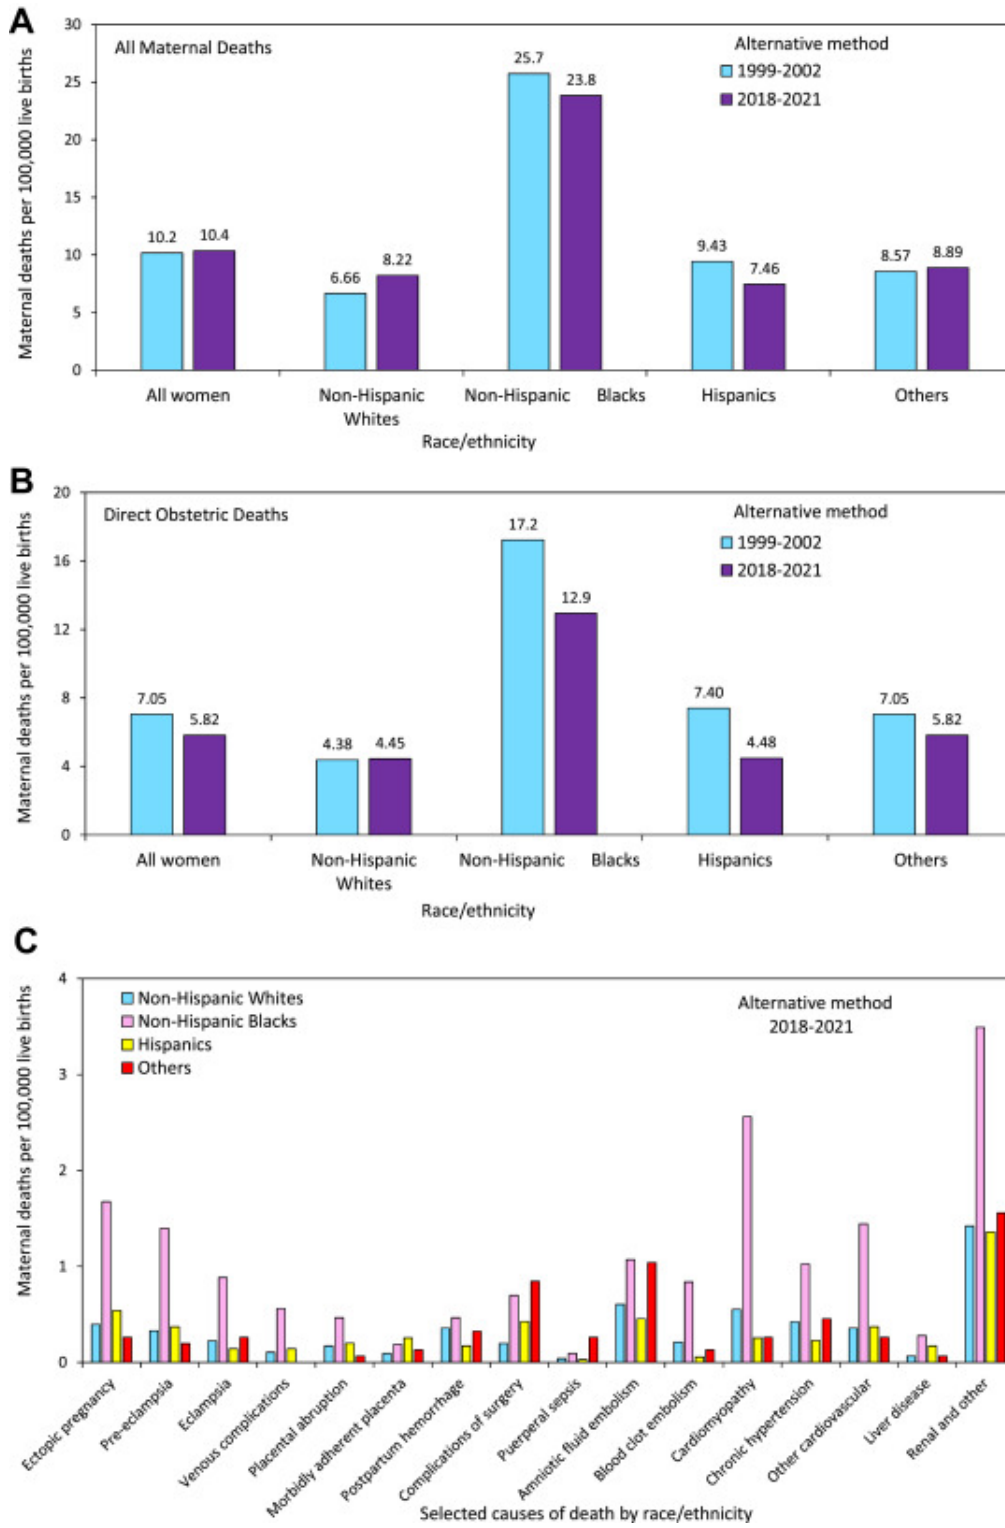 A
All Maternal Deaths
Alternative method
1999-2002
2018-2021
Maternal deaths per 100,000 live births
30
25
20
15
10
5
0
10.2
10.4
6.66
8.22
25.7
23.8
9.43
7.46
8.57
8.89
All women
Non-Hispanic Whites
Non-Hispanic Blacks
Hispanics
Others
Race/ethnicity
B
Direct Obstetric Deaths
Alternative method
1999-2002
2018-2021
Maternal deaths per 100,000 live births
20
16
12
8
4
0
7.05
5.82
4.38
4.45
17.2
12.9
7.40
4.48
7.05
5.82
All women
Non-Hispanic Whites
Non-Hispanic Blacks
Hispanics
Others
Race/ethnicity
C
Non-Hispanic Whites
Non-Hispanic Blacks
Hispanics
Others
Alternative method
2018-2021
Maternal deaths per 100,000 live births
4
3
2
1
0
Ectopic pregnancy
Pre-eclampsia
Eclampsia
Venous complications
Placental abruption
Morbidly adherent placenta
Postpartum hemorrhage
Complications of surgery
Puerperal sepsis
Amniotic fluid embolism
Blood clot embolism
Cardiomyopathy
Chronic hypertension
Other cardiovascular
Liver disease
Renal and other
Selected causes of death by race/ethnicity